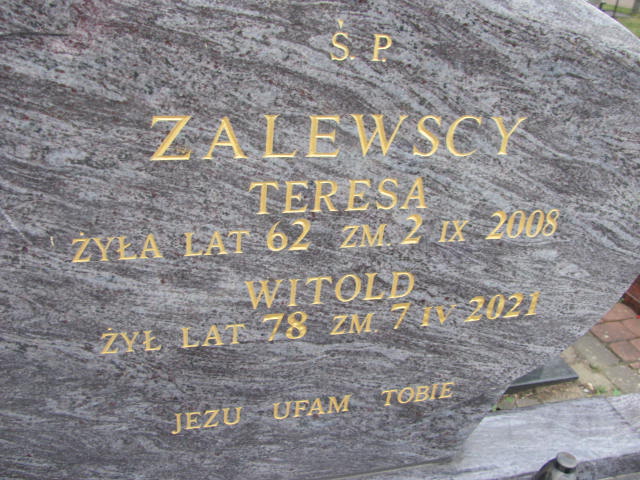 Ś. P.
ZALEWSCY
TERESA
ŻYŁA LAT 62 ZM. 2 IX 2008
WITOLD
ŻYŁ LAT 78 ZM. 7 IV 2021
JEZU UFAM TOBIE